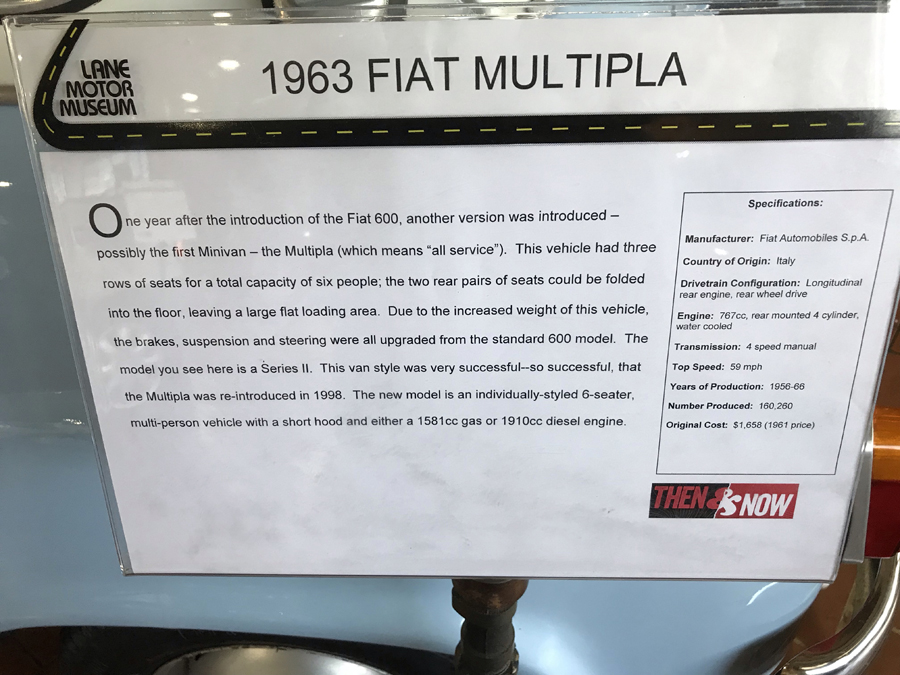 LANE
MOTOR
MUSEUM
1963 FIAT MULTIPLA
One year after the introduction of the Fiat 600, another version was introduced –
possibly the first Minivan – the Multipla (which means “all service”). This vehicle had three
rows of seats for a total capacity of six people; the two rear pairs of seats could be folded
into the floor, leaving a large flat loading area. Due to the increased weight of this vehicle,
the brakes, suspension and steering were all upgraded from the standard 600 model. The
model you see here is a Series II. This van style was very successful--so successful, that
the Multipla was re-introduced in 1998. The new model is an individually-styled 6-seater,
multi-person vehicle with a short hood and either a 1581cc gas or 1910cc diesel engine.
Specifications:
Manufacturer: Fiat Automobiles S.p.A.
Country of Origin: Italy
Drivetrain Configuration: Longitudinal
rear engine, rear wheel drive
Engine: 767cc, rear mounted 4 cylinder,
water cooled
Transmission: 4 speed manual
Top Speed: 59 mph
Years of Production: 1956-66
Number Produced: 160,260
Original Cost: $1,658 (1961 price)
THEN & NOW